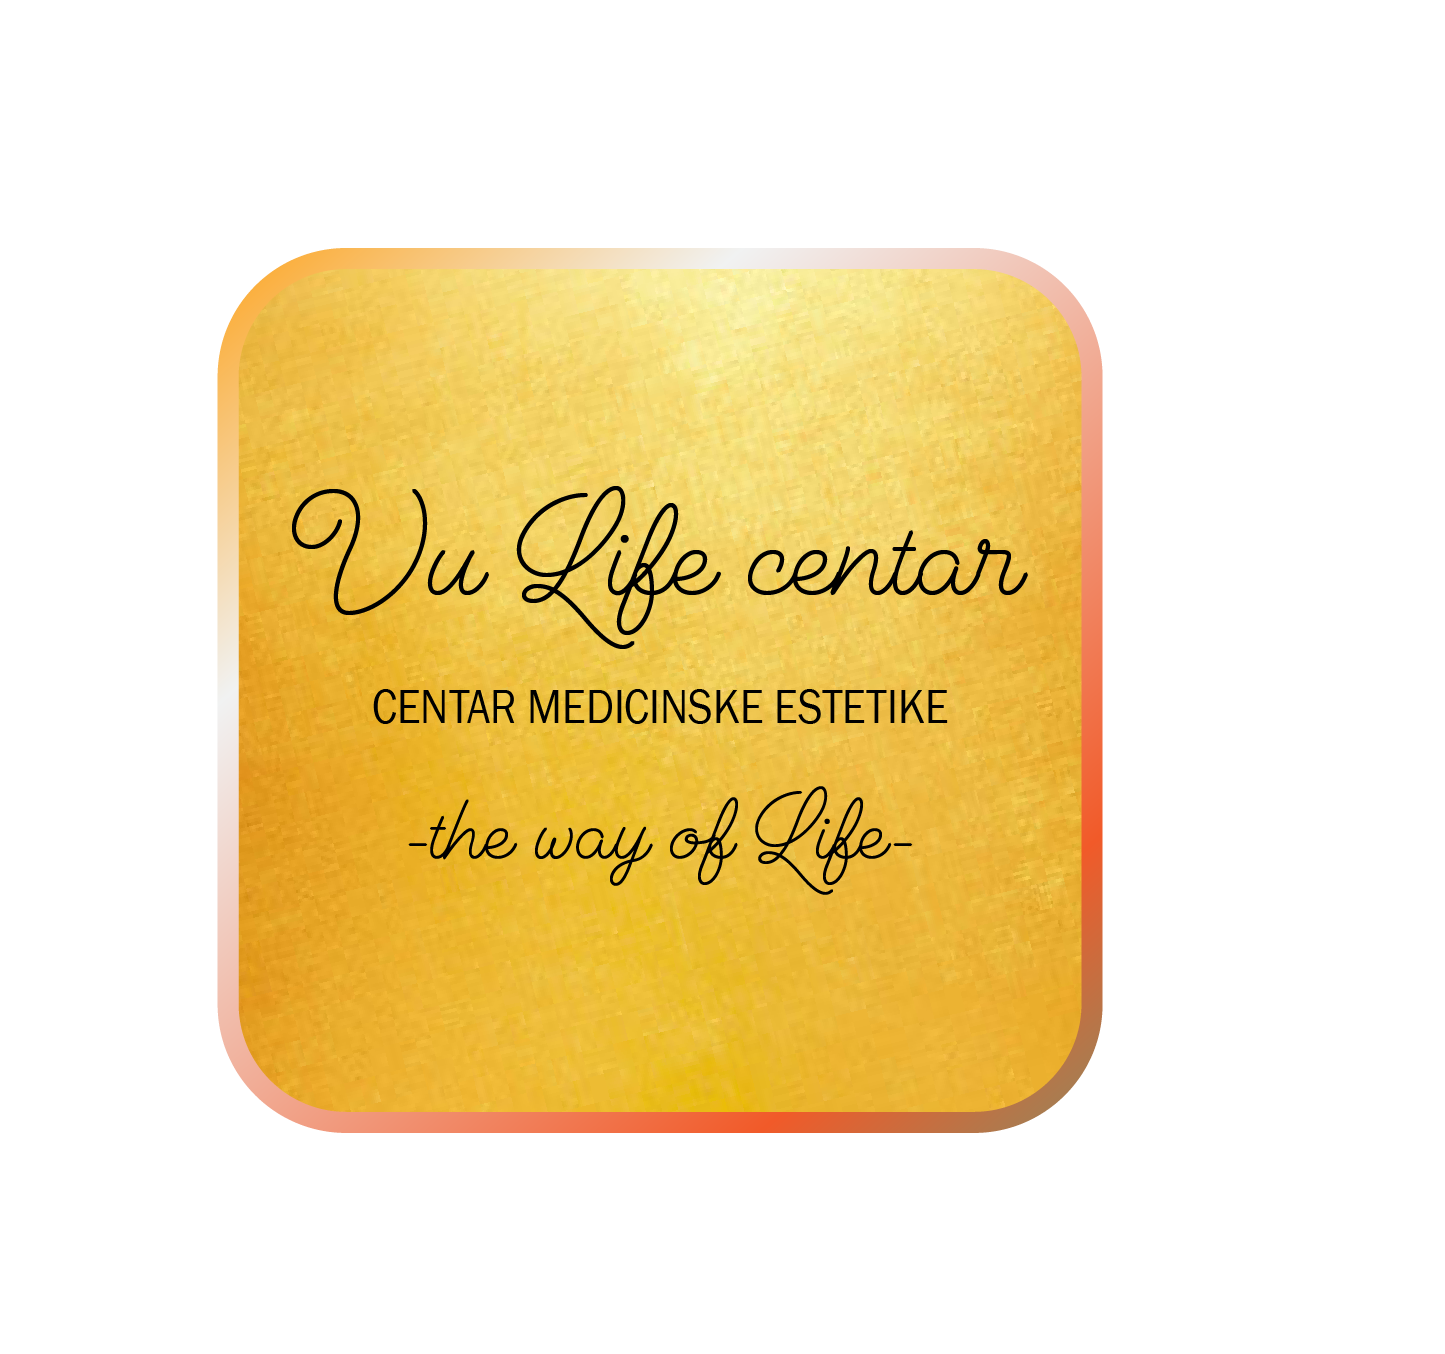 Vu Life centar
CENTAR MEDICINSKE ESTETIKE
-the way of Life-